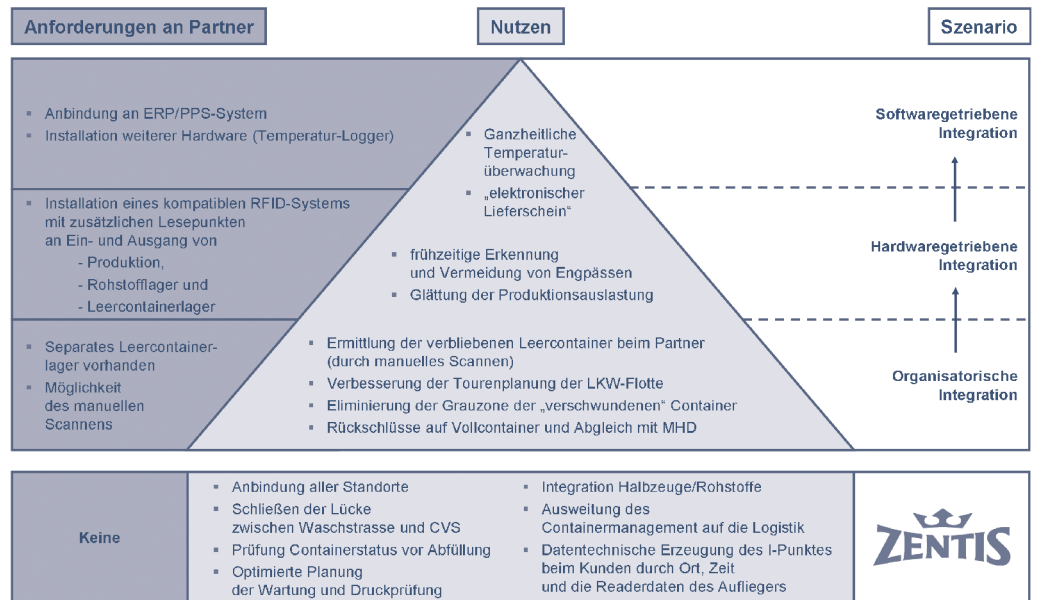 Anforderungen an Partner
Nutzen
Szenario
▪ Anbindung an ERP/PPS-System
▪ Installation weiterer Hardware (Temperatur-Logger)
▪ Ganzheitliche
Temperatur-
überwachung
▪ „elektronischer
Lieferschein“
Softwaregetriebene
Integration
▪ Installation eines kompatiblen RFID-Systems
mit zusätzlichen Lesepunkten
an Ein- und Ausgang von
- Produktion,
- Rohstofflager und
- Leercontainerlager
▪ frühzeitige Erkennung
und Vermeidung von Engpässen
▪ Glättung der Produktionsauslastung
Hardwaregetriebene
Integration
▪ Separates Leercontainer-
lager vorhanden
▪ Möglichkeit
des manuellen
Scannens
▪ Ermittlung der verbliebenen Leercontainer beim Partner
(durch manuelles Scannen)
▪ Verbesserung der Tourenplanung der LKW-Flotte
▪ Eliminierung der Grauzone der „verschwundenen“ Container
▪ Rückschlüsse auf Vollcontainer und Abgleich mit MHD
Organisatorische
Integration
Keine
▪ Anbindung aller Standorte
▪ Schließen der Lücke
zwischen Waschstrasse und CVS
▪ Prüfung Containerstatus vor Abfüllung
▪ Optimierte Planung
der Wartung und Druckprüfung
▪ Integration Halbzeuge/Rohstoffe
▪ Ausweitung des
Containermanagement auf die Logistik
▪ Datentechnische Erzeugung des I-Punktes
beim Kunden durch Ort, Zeit
und die Readerdaten des Aufliegers
ZENTIS